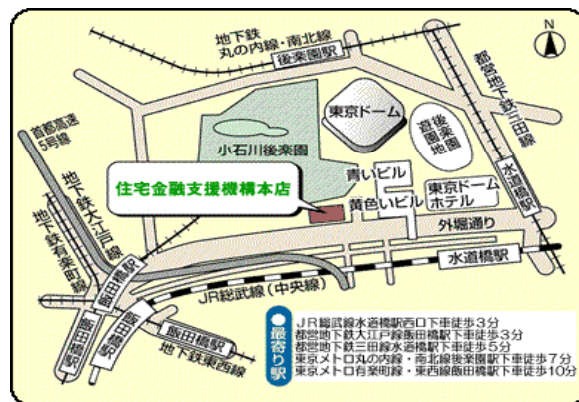 N
地下鉄
丸の内線・南北線
後楽園駅
都営地下鉄三田線
東京ドーム
後楽園
遊園地
首都高速
5号線
小石川後楽園
青いビル
地下鉄大江戸線
住宅金融支援機構本店
黄色いビル
東京ドーム
ホテル
水道橋駅
地下鉄有楽町線
外堀通り
飯田橋駅
水道橋駅
JR総武線(中央線)
飯田橋駅
飯田橋駅
飯田橋駅
地下鉄東西線
最寄り駅
JR総武線水道橋駅西口下車徒歩3分
都営地下鉄大江戸線飯田橋駅下車徒歩3分
都営地下鉄三田線水道橋駅下車徒歩5分
東京メトロ丸の内線・南北線後楽園駅下車徒歩7分
東京メトロ有楽町線・東西線飯田橋駅下車徒歩10分